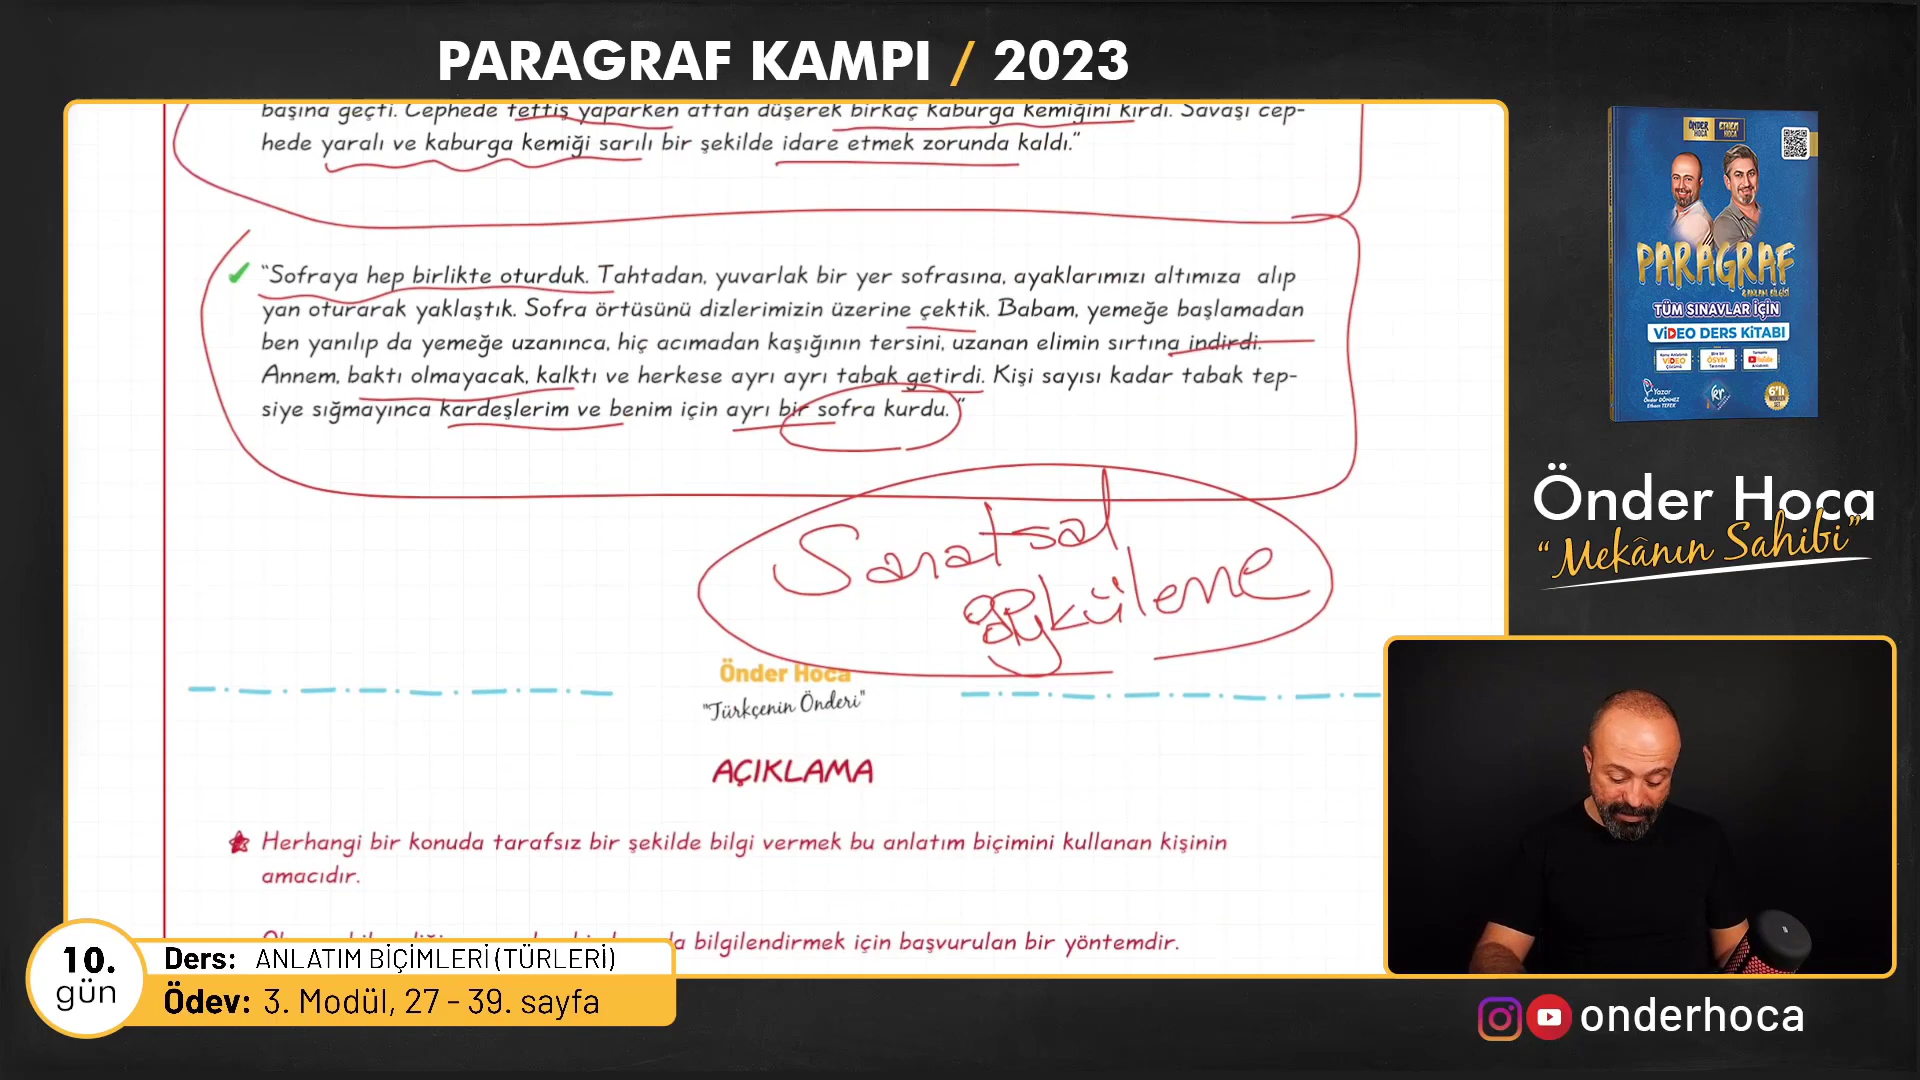 PARAGRAF KAMPI / 2023
başına geçti. Cephede teftiş yaparken attan düşerek birkaç kaburga kemiğini kırdı. Savaşı cep-
hede yaralı ve kaburga kemiği sarılı bir şekilde idare etmek zorunda kaldı."
"Sofraya hep birlikte oturduk. Tahtadan, yuvarlak bir yer sofrasına, ayaklarımızı altımıza alıp
yan oturarak yaklaştık. Sofra örtüsünü dizlerimizin üzerine çektik. Babam, yemeğe başlamadan
ben yanılıp da yemeğe uzanınca, hiç acımadan kaşığının tersini, uzanan elimin sırtına indirdi.
Annem, baktı olmayacak, kalktı ve herkese ayrı ayrı tabak getirdi. Kişi sayısı kadar tabak tep-
siye sığmayınca kardeşlerim ve benim için ayrı bir sofra kurdu. "
Sanatsal
öyküleme
Önder Hoca
"Türkçenin Önderi"
AÇIKLAMA
Herhangi bir konuda tarafsız bir şekilde bilgi vermek bu anlatım biçimini kullanan kişinin
amacıdır.
bilgilendirmek için başvurulan bir yöntemdir.
10.
gün
Ders: ANLATIM BİÇİMLERİ (TÜRLERİ)
Ödev: 3. Modül, 27 - 39. sayfa
ÖNDER HOCA
ETHEM HOCA
PARAGRAF
TÜM SINAVLAR İÇİN
VİDEO DERS KİTABI
Yazar
Önder DÖNMEZ
Önder Hoca
"Mekânın Sahibi"
onderhoca